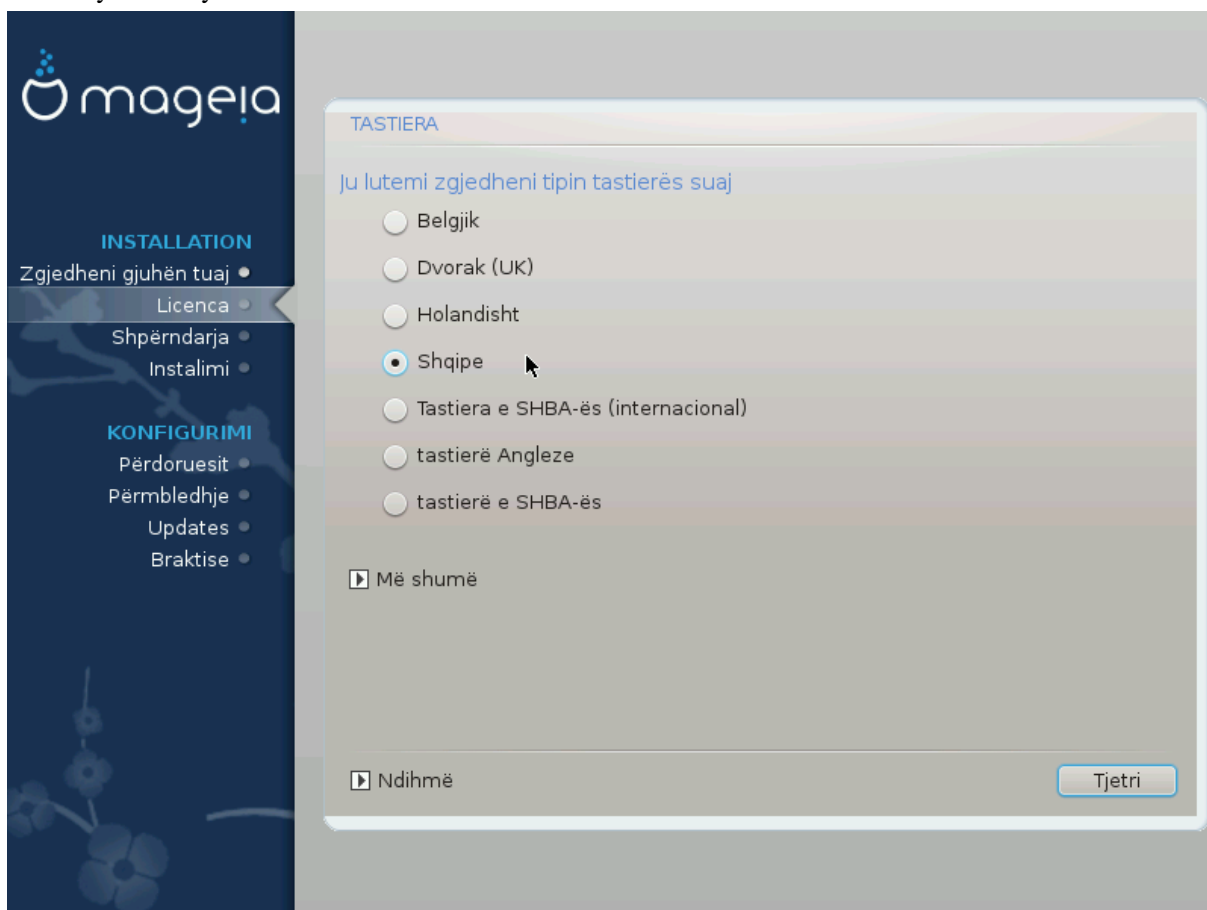 mageia
INSTALLATION
Zgjedheni gjuhën tuaj
Licenca
Shpërndarja
Instalimi
KONFIGURIMI
Përdoruesit
Përmbledhje
Updates
Braktise
TASTIERA
Ju lutemi zgjedheni tipin tastierës suaj
Belgjik
Dvorak (UK)
Holandisht
Shqipe
Tastiera e SHBA-ës (internacional)
tastierë Angleze
tastierë e SHBA-ës
Më shumë
Ndihmë
Tjetri